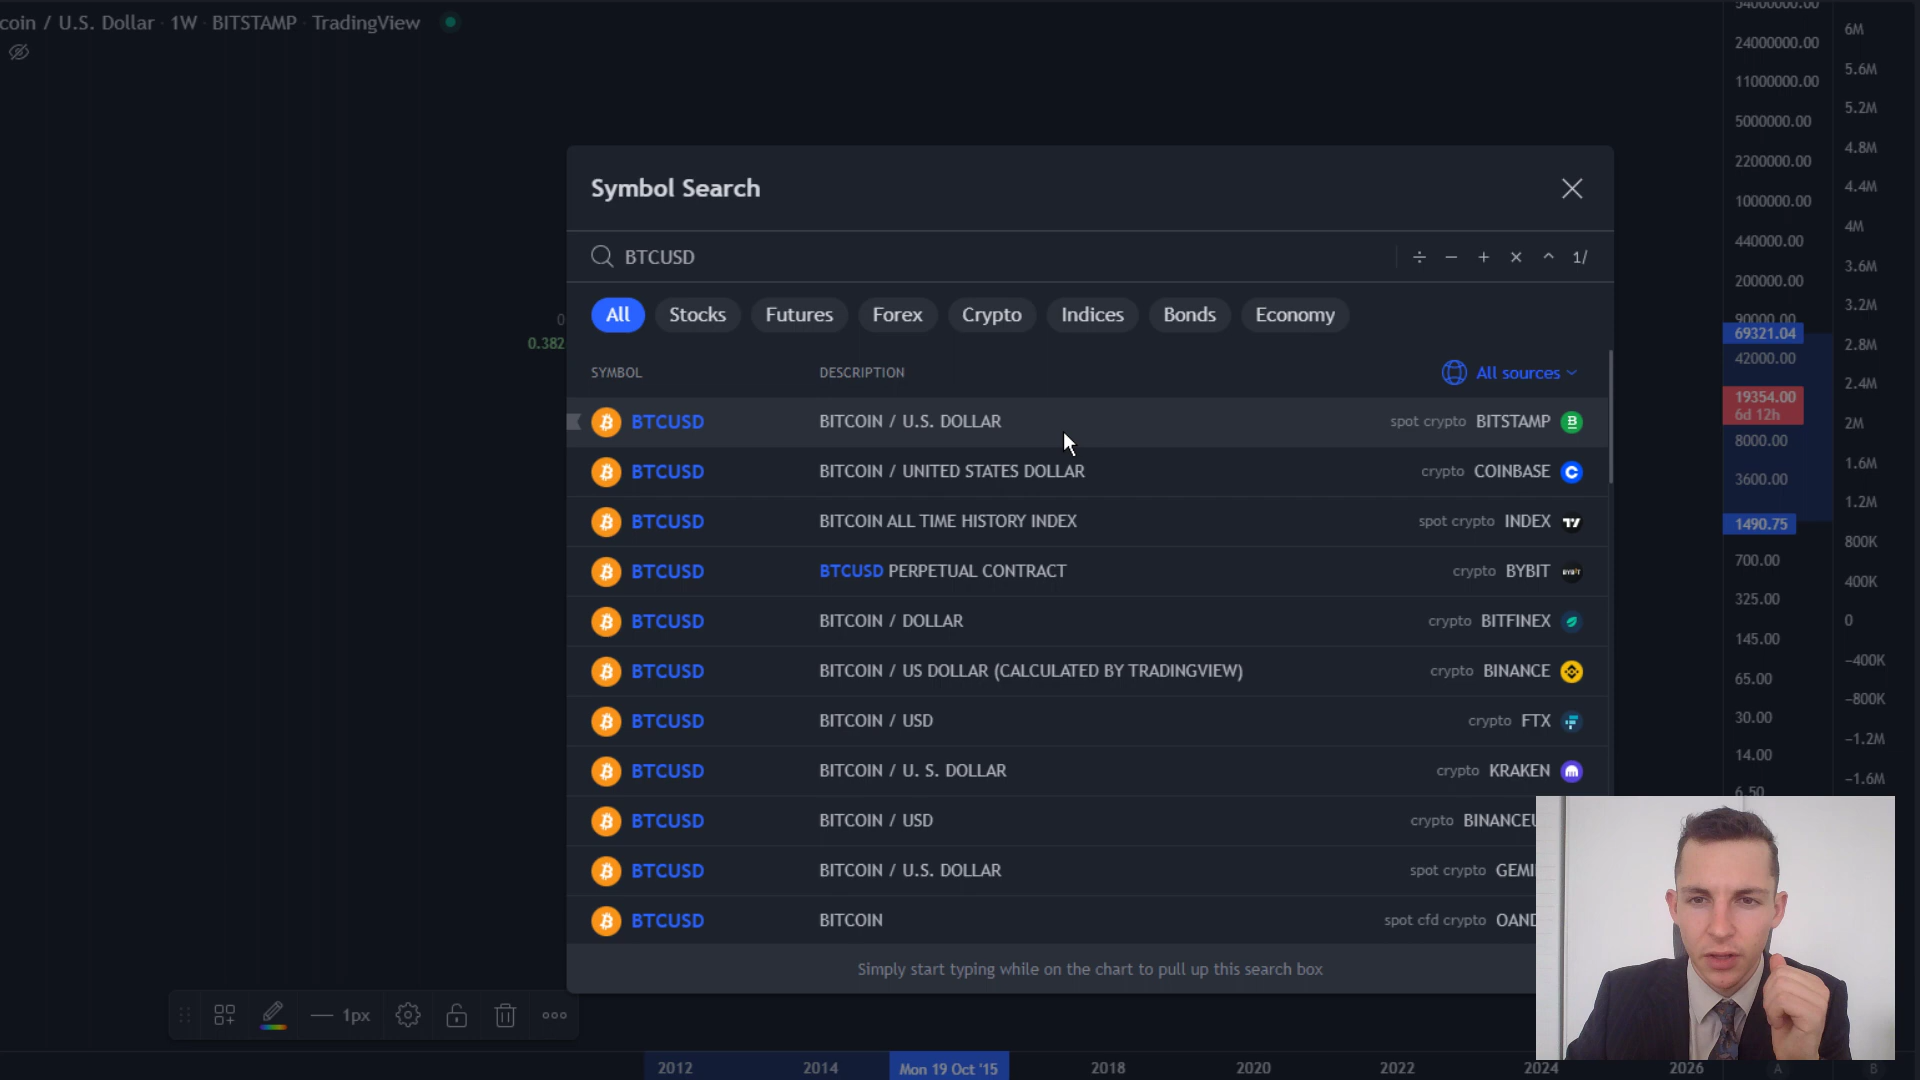 coin / U.S. Dollar · 1W · BITSTAMP · TradingView
Symbol Search
BTCUSD
÷ − + × ^ 1/
All Stocks Futures Forex Crypto Indices Bonds Economy
SYMBOL DESCRIPTION All sources
BTCUSD BITCOIN / U.S. DOLLAR spot crypto BITSTAMP
BTCUSD BITCOIN / UNITED STATES DOLLAR crypto COINBASE
BTCUSD BITCOIN ALL TIME HISTORY INDEX spot crypto INDEX
BTCUSD BTCUSD PERPETUAL CONTRACT crypto BYBIT
BTCUSD BITCOIN / DOLLAR crypto BITFINEX
BTCUSD BITCOIN / US DOLLAR (CALCULATED BY TRADINGVIEW) crypto BINANCE
BTCUSD BITCOIN / USD crypto FTX
BTCUSD BITCOIN / U. S. DOLLAR crypto KRAKEN
BTCUSD BITCOIN / USD crypto BINANCEU
BTCUSD BITCOIN / U.S. DOLLAR spot crypto GEMI
BTCUSD BITCOIN spot cfd crypto OAND
Simply start typing while on the chart to pull up this search box
0
0.382
1px
2012 2014 Mon 19 Oct '15 2018 2020 2022 2024 2026
A B
24000000.00
11000000.00
5000000.00
2200000.00
1000000.00
440000.00
200000.00
90000.00
69321.04
42000.00
19354.00
6d 12h
8000.00
3600.00
1490.75
700.00
325.00
145.00
65.00
30.00
14.00
6.50
6M
5.6M
5.2M
4.8M
4.4M
4M
3.6M
3.2M
2.8M
2.4M
2M
1.6M
1.2M
800K
400K
0
−400K
−800K
−1.2M
−1.6M